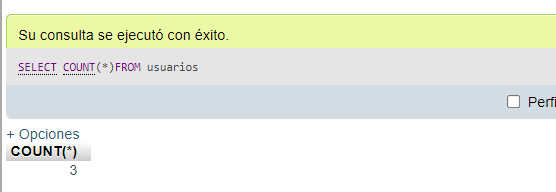 Su consulta se ejecutó con éxito.
SELECT COUNT(*)FROM usuarios
Perfi
+ Opciones
COUNT(*)
3